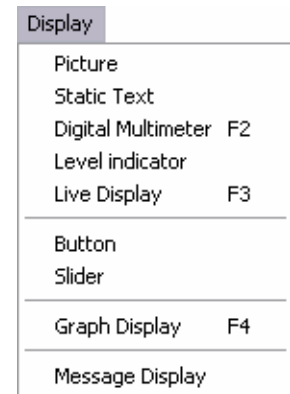 Display
Picture
Static Text
Digital Multimeter F2
Level indicator
Live Display F3
Button
Slider
Graph Display F4
Message Display